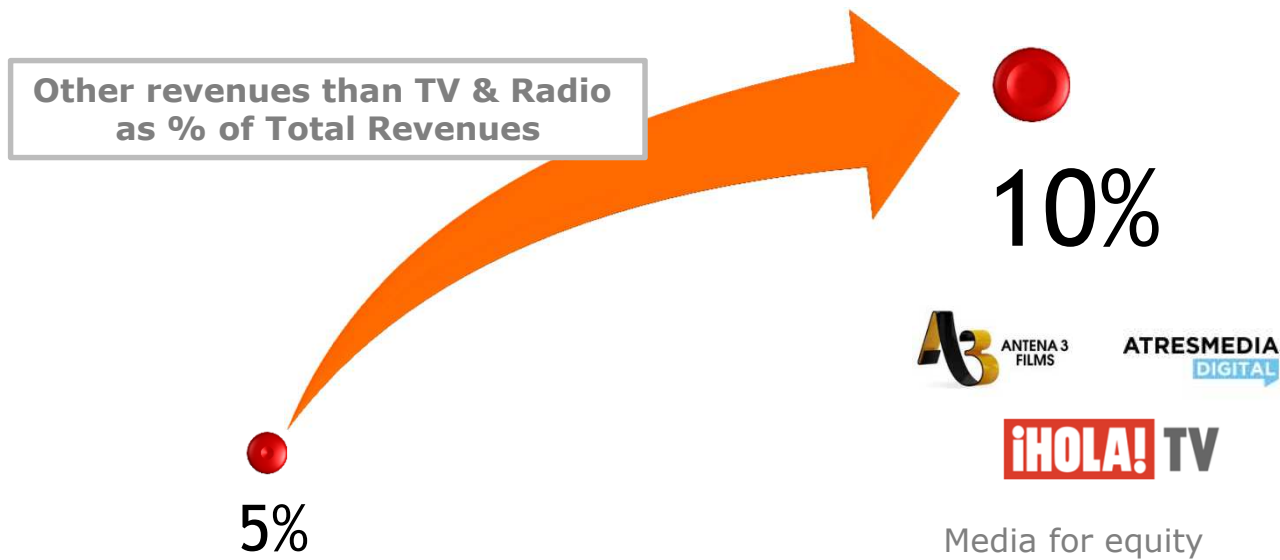 Other revenues than TV & Radio
as % of Total Revenues
10%
ANTENA 3
FILMS
ATRESMEDIA
DIGITAL
¡HOLA! TV
5%
Media for equity